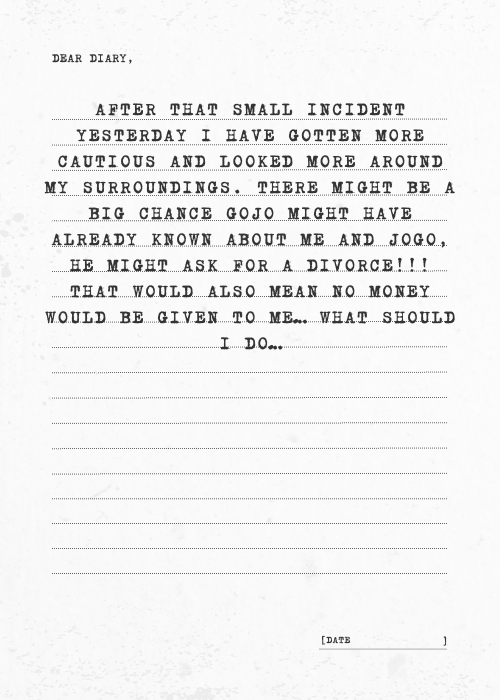 DEAR DIARY,
AFTER THAT SMALL INCIDENT
YESTERDAY I HAVE GOTTEN MORE
CAUTIOUS AND LOOKED MORE AROUND
MY SURROUNDINGS. THERE MIGHT BE A
BIG CHANCE GOJO MIGHT HAVE
ALREADY KNOWN ABOUT ME AND JOGO,
HE MIGHT ASK FOR A DIVORCE!!!
THAT WOULD ALSO MEAN NO MONEY
WOULD BE GIVEN TO ME… WHAT SHOULD
I DO…
[DATE ]